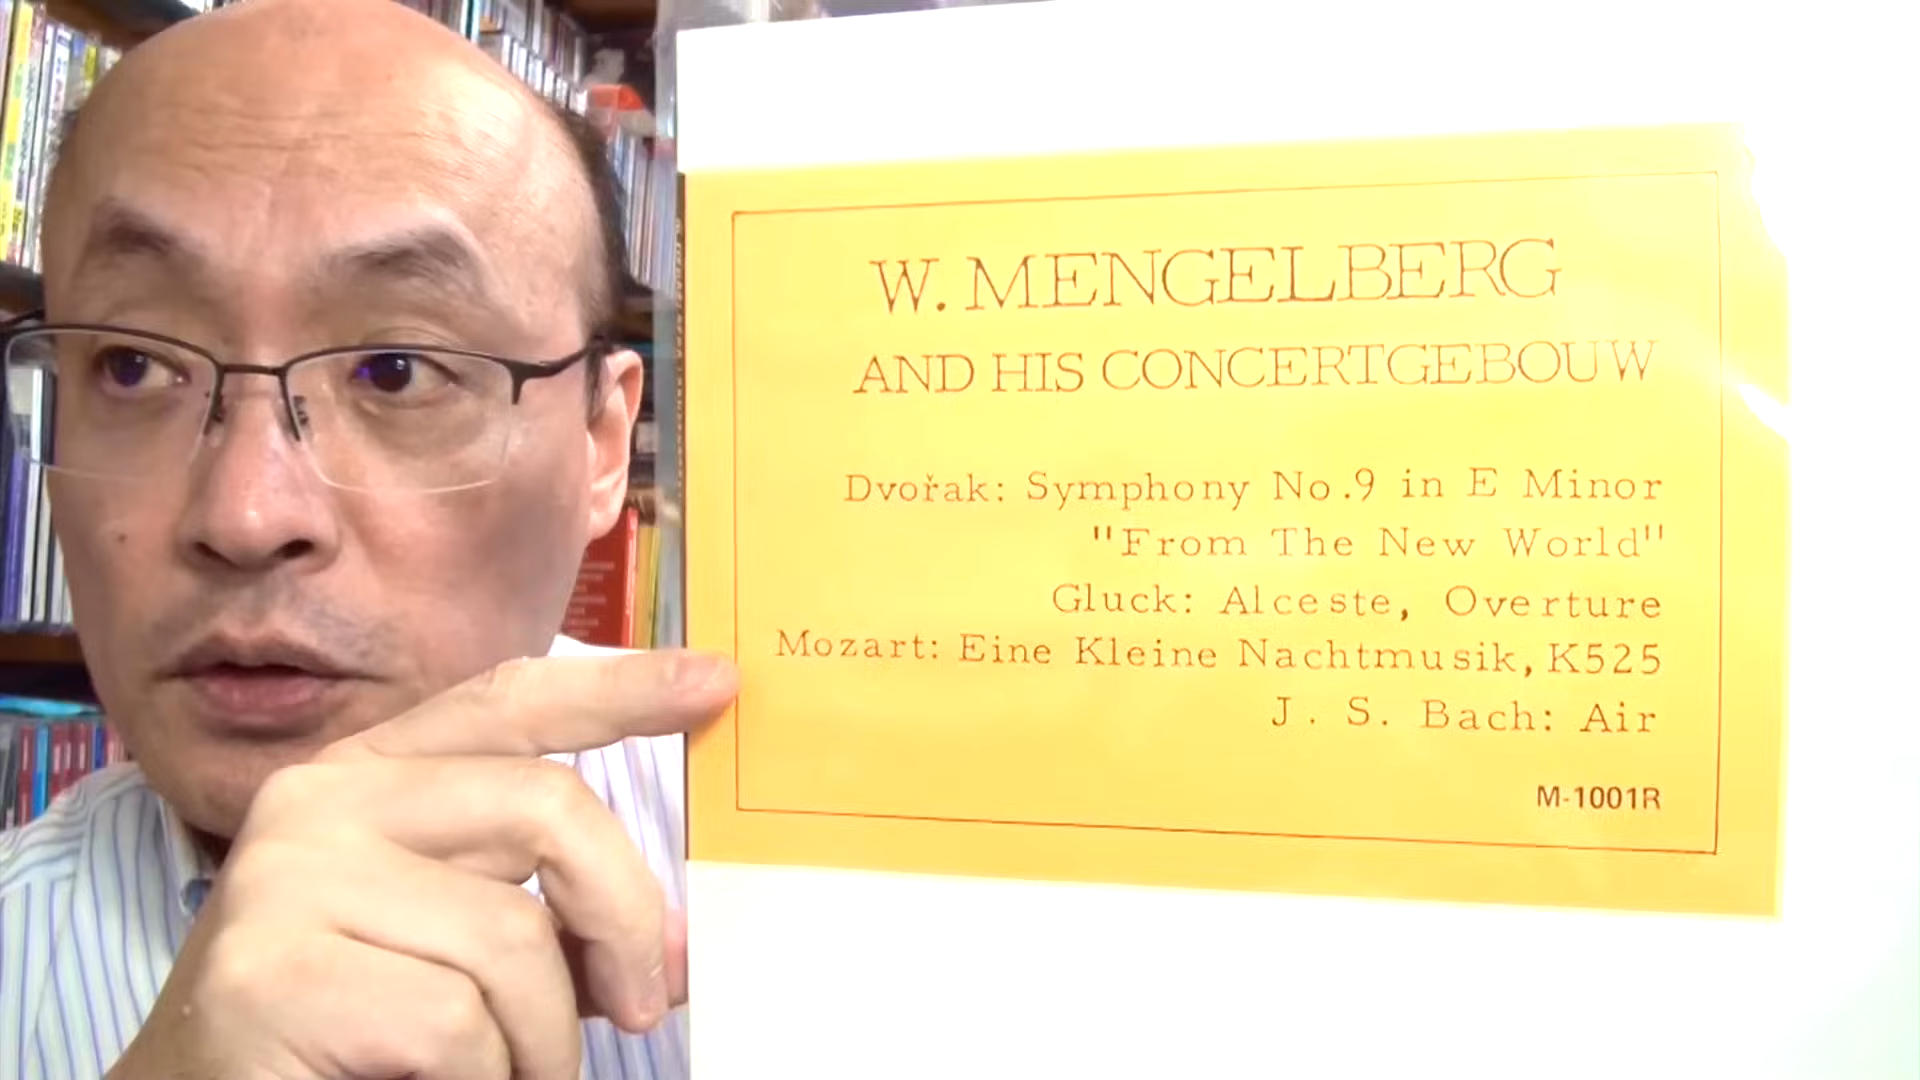 W. MENGELBERG
AND HIS CONCERTGEBOUW
Dvořak: Symphony No.9 in E Minor
"From The New World"
Gluck: Alceste, Overture
Mozart: Eine Kleine Nachtmusik, K525
J. S. Bach: Air
M-1001R